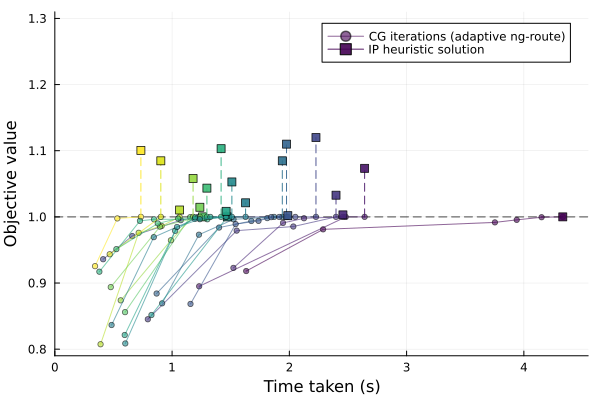 1.3
1.2
1.1
1.0
0.9
0.8
Objective value
CG iterations (adaptive ng-route)
IP heuristic solution
0 1 2 3 4
Time taken (s)